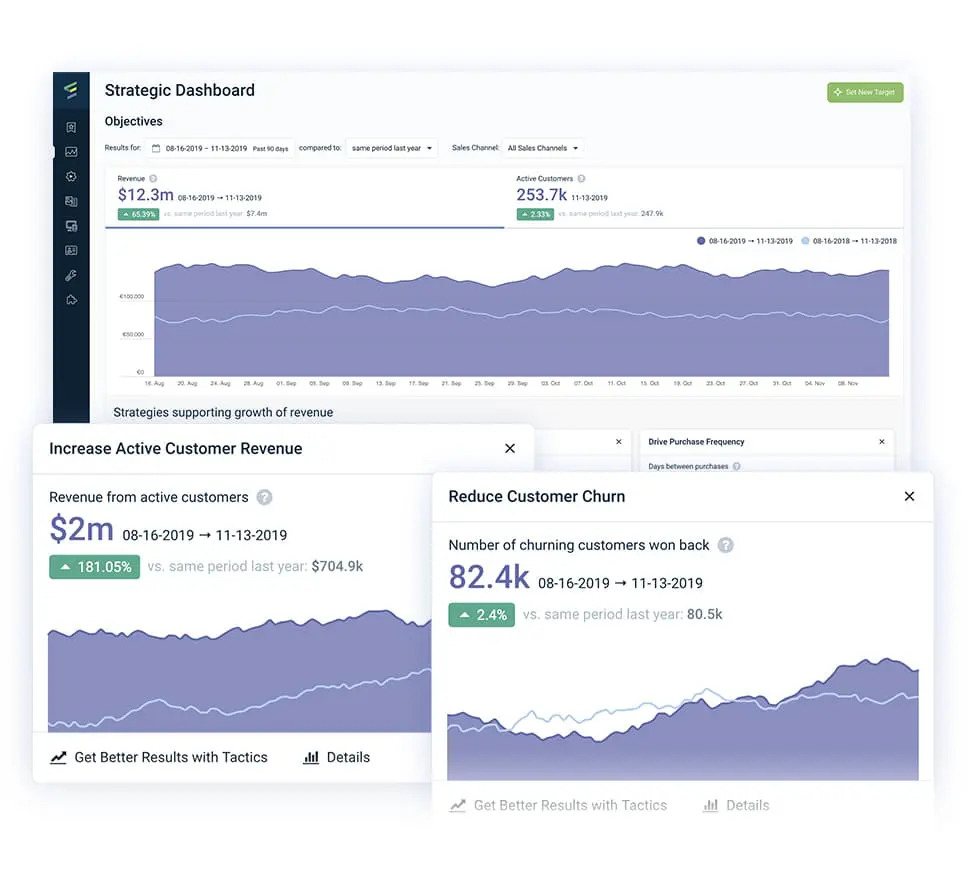 Strategic Dashboard
Set New Target
Objectives
Results for: 08-16-2019 – 11-13-2019 Past 90 days compared to: same period last year Sales Channel: All Sales Channels
Revenue ?
$12.3m 08-16-2019 → 11-13-2019
65.39% vs. same period last year: $7.4m
Active Customers ?
253.7k 11-13-2019
2.33% vs. same period last year: 247.9k
08-16-2019 → 11-13-2019 08-16-2018 → 11-13-2018
€100.000
€50.000
€0
16. Aug 20. Aug 24. Aug 28. Aug 01. Sep 05. Sep 09. Sep 13. Sep 17. Sep 21. Sep 25. Sep 29. Sep 03. Oct 07. Oct 11. Oct 15. Oct 19. Oct 23. Oct 27. Oct 31. Oct 04. Nov 08. Nov
Strategies supporting growth of revenue
Drive Purchase Frequency
Days between purchases ?
Increase Active Customer Revenue
Revenue from active customers ?
$2m 08-16-2019 → 11-13-2019
181.05% vs. same period last year: $704.9k
Get Better Results with Tactics Details
Reduce Customer Churn
Number of churning customers won back ?
82.4k 08-16-2019 → 11-13-2019
2.4% vs. same period last year: 80.5k
Get Better Results with Tactics Details